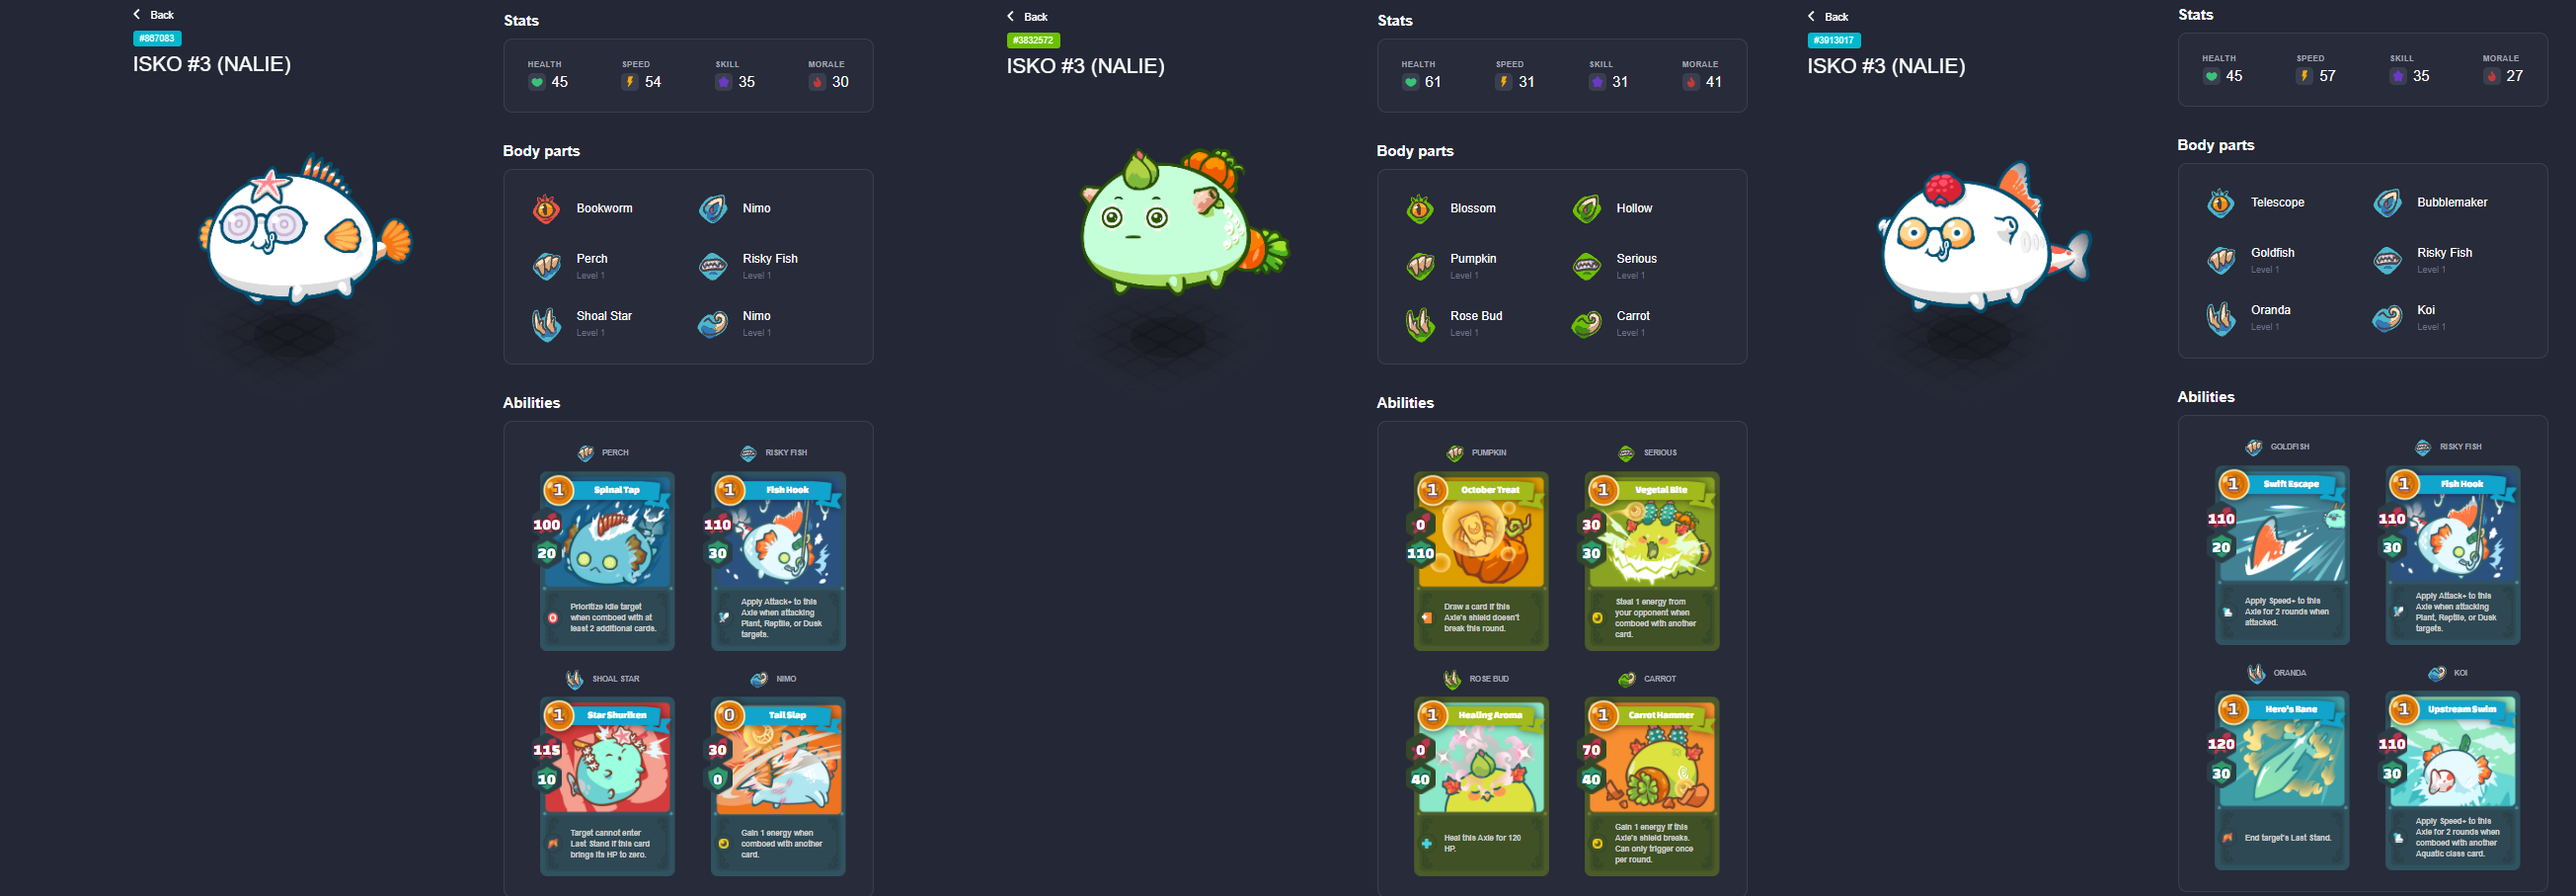 Back
#867083
ISKO #3 (NALIE)
Stats
HEALTH
45
SPEED
54
SKILL
35
MORALE
30
Body parts
Bookworm
Nimo
Perch
Level 1
Risky Fish
Level 1
Shoal Star
Level 1
Nimo
Level 1
Abilities
PERCH
1
Spinal Tap
100
20
Prioritize idle target
when comboed with at
least 2 additional cards.
RISKY FISH
1
Fish Hook
110
30
Apply Attack+ to this
Axie when attacking
Plant, Reptile, or Dusk
targets.
SHOAL STAR
1
Star Shuriken
115
10
Target cannot enter
Last Stand if this card
brings its HP to zero.
NIMO
0
Tail Slap
30
0
Gain 1 energy when
comboed with another
card.
Back
#3832572
ISKO #3 (NALIE)
Stats
HEALTH
61
SPEED
31
SKILL
31
MORALE
41
Body parts
Blossom
Hollow
Pumpkin
Level 1
Serious
Level 1
Rose Bud
Level 1
Carrot
Level 1
Abilities
PUMPKIN
1
October Treat
0
110
Draw a card if this
Axie's shield doesn't
break this round.
SERIOUS
1
Vegetal Bite
30
30
Steal 1 energy from
your opponent when
comboed with another
card.
ROSE BUD
1
Healing Aroma
0
40
Heal this Axie for 120
HP.
CARROT
1
Carrot Hammer
70
40
Gain 1 energy if this
Axie's shield breaks.
Can only trigger once
per round.
Back
#3913017
ISKO #3 (NALIE)
Stats
HEALTH
45
SPEED
57
SKILL
35
MORALE
27
Body parts
Telescope
Bubblemaker
Goldfish
Level 1
Risky Fish
Level 1
Oranda
Level 1
Koi
Level 1
Abilities
GOLDFISH
1
Swift Escape
110
20
Apply Speed+ to this
Axie for 2 rounds when
attacked.
RISKY FISH
1
Fish Hook
110
30
Apply Attack+ to this
Axie when attacking
Plant, Reptile, or Dusk
targets.
ORANDA
1
Hero's Bane
120
30
End target's Last Stand.
KOI
1
Upstream Swim
110
30
Apply Speed+ to this
Axie for 2 rounds when
comboed with another
Aquatic class card.